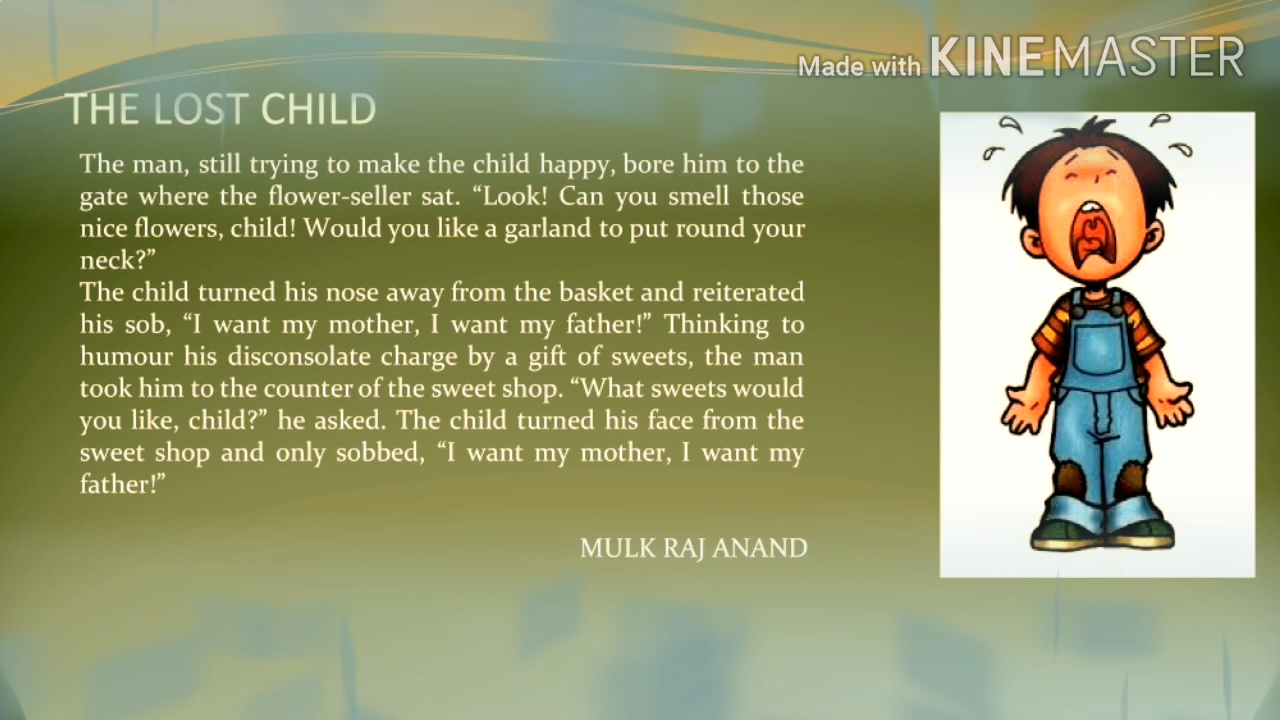 Made with KINEMASTER
THE LOST CHILD
The man, still trying to make the child happy, bore him to the
gate where the flower-seller sat. “Look! Can you smell those
nice flowers, child! Would you like a garland to put round your
neck?”
The child turned his nose away from the basket and reiterated
his sob, “I want my mother, I want my father!” Thinking to
humour his disconsolate charge by a gift of sweets, the man
took him to the counter of the sweet shop. “What sweets would
you like, child?” he asked. The child turned his face from the
sweet shop and only sobbed, “I want my mother, I want my
father!”
MULK RAJ ANAND